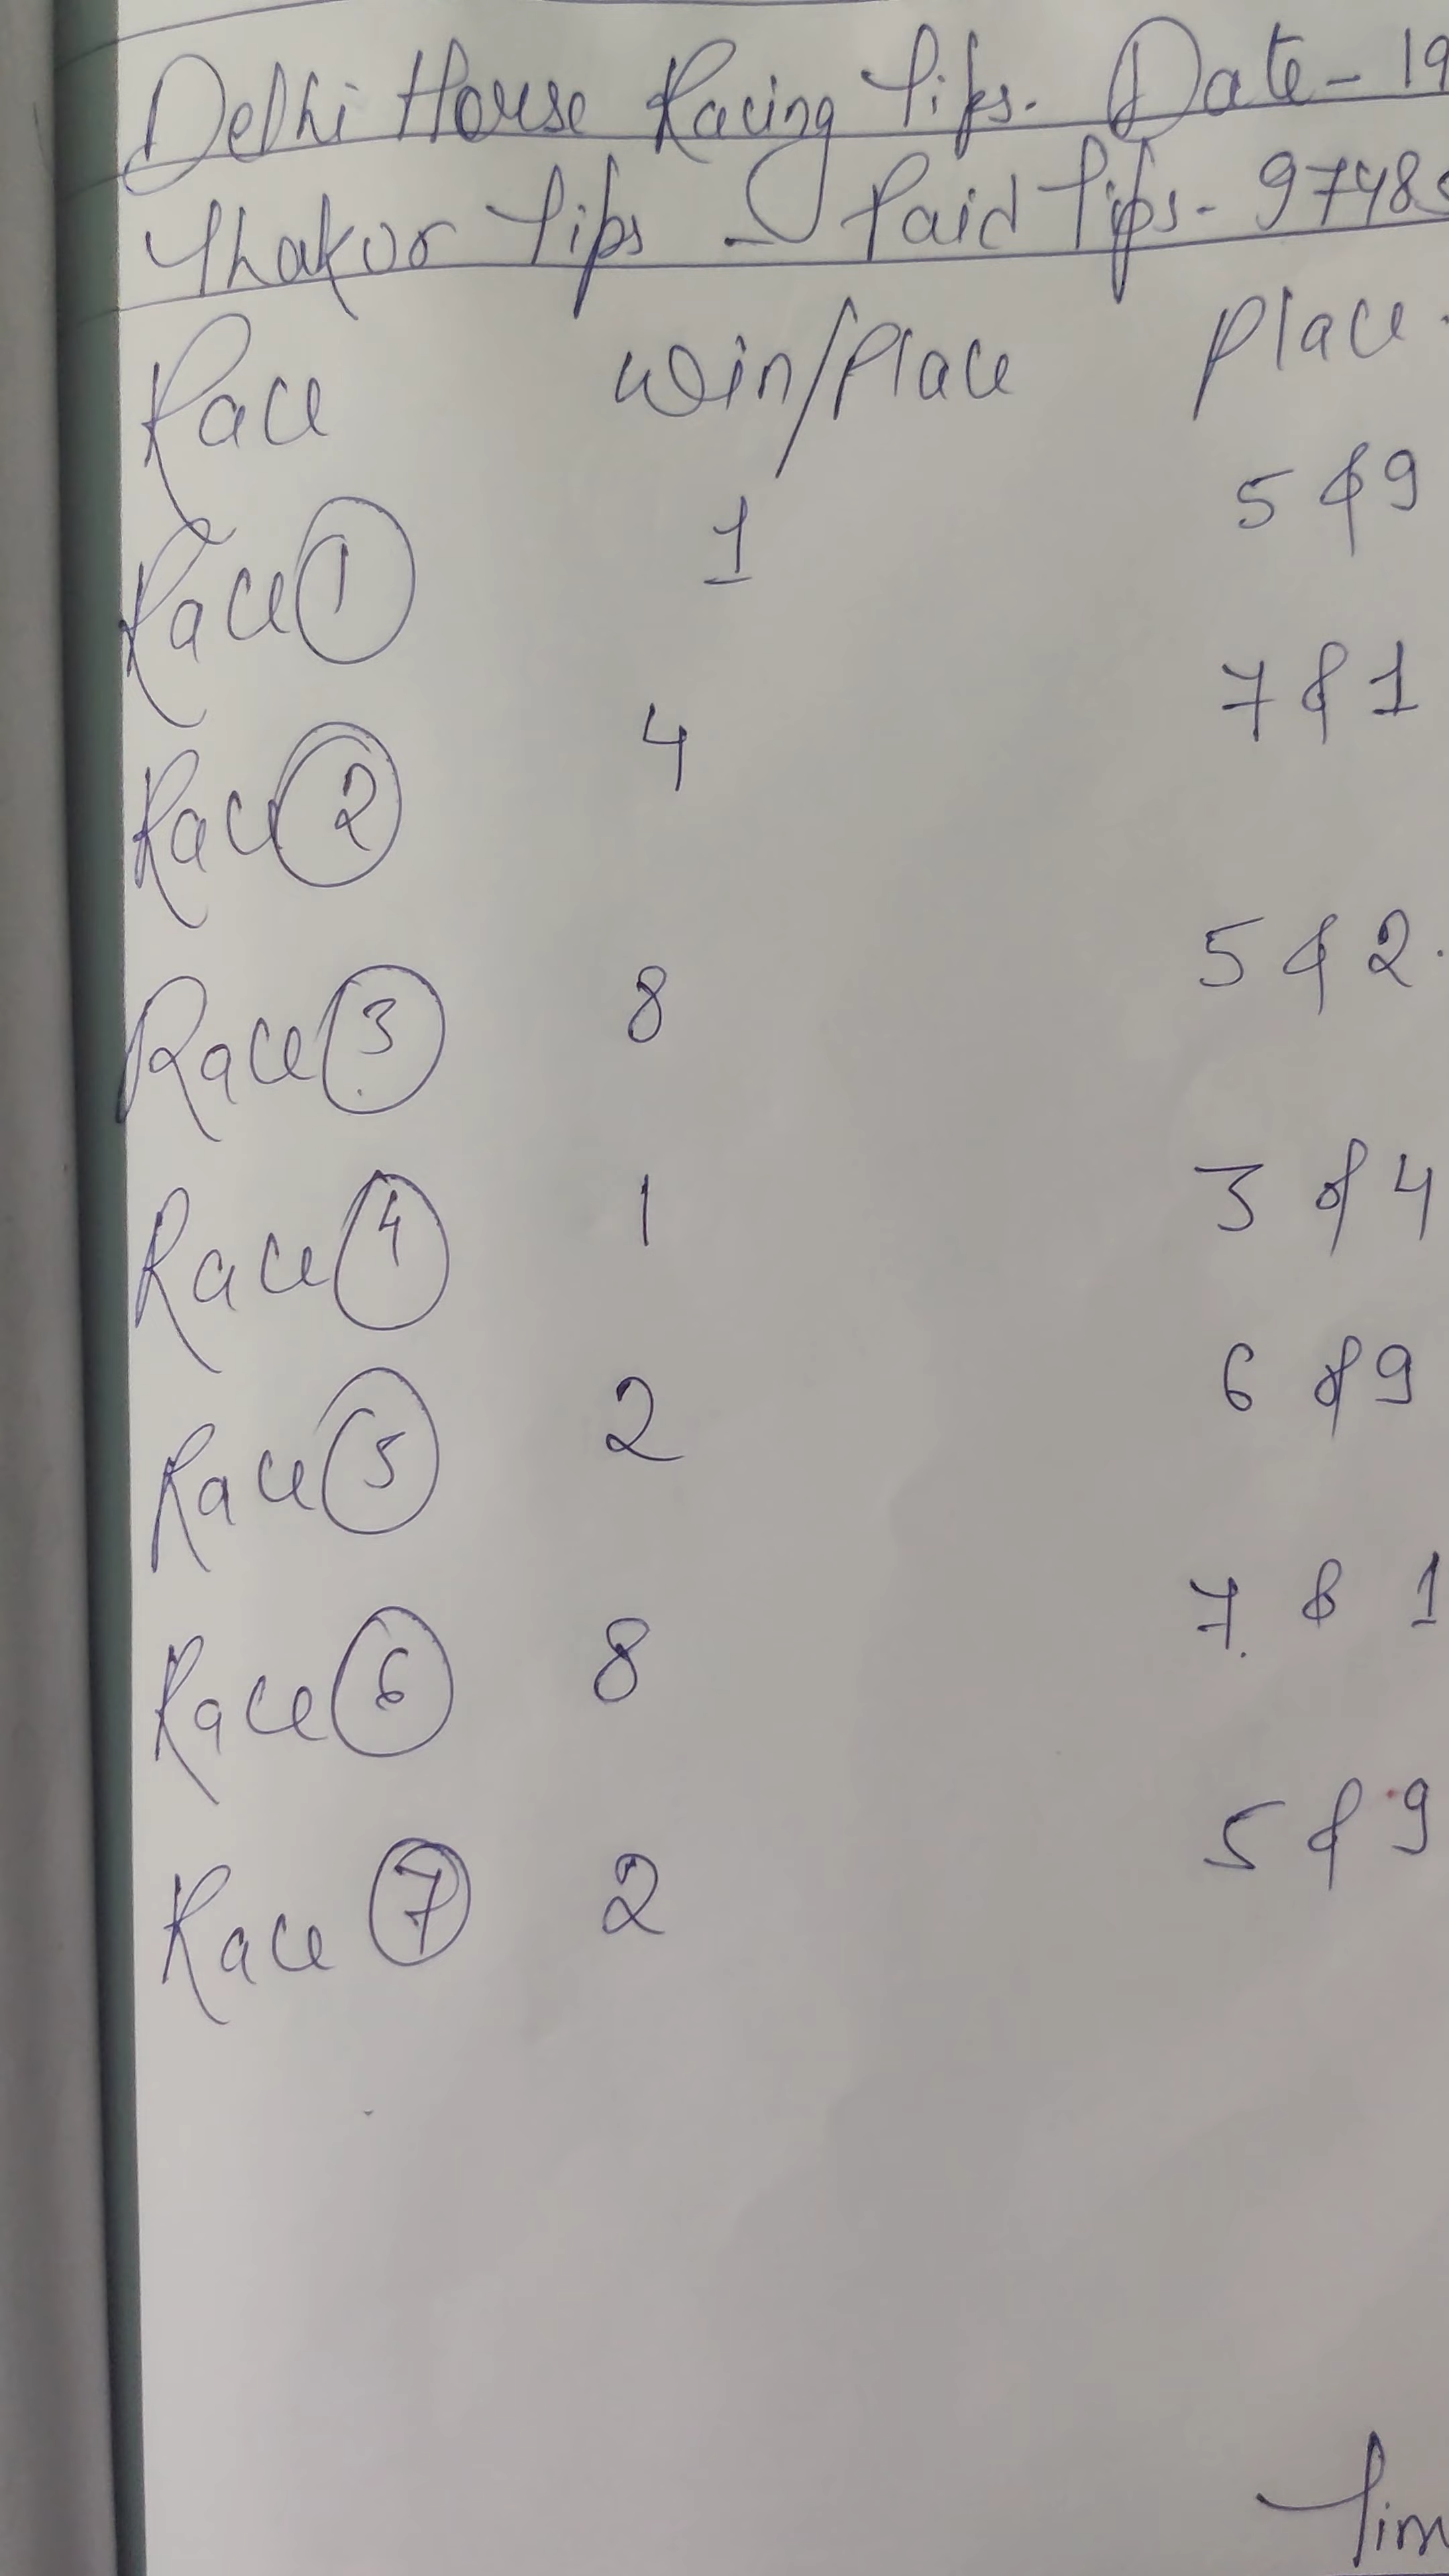 Delhi Horse Racing Tips. Date - 19
Thakur Tips - Paid Tips - 9748
Race Win/Place Place.
Race 1 1 5 & 9
Race 2 4 7 & 1
Race 3 8 5 & 2.
Race 4 1 3 & 4
Race 5 2 6 & 9
Race 6 8 7 & 1
Race 7 2 5 & 9
Tim